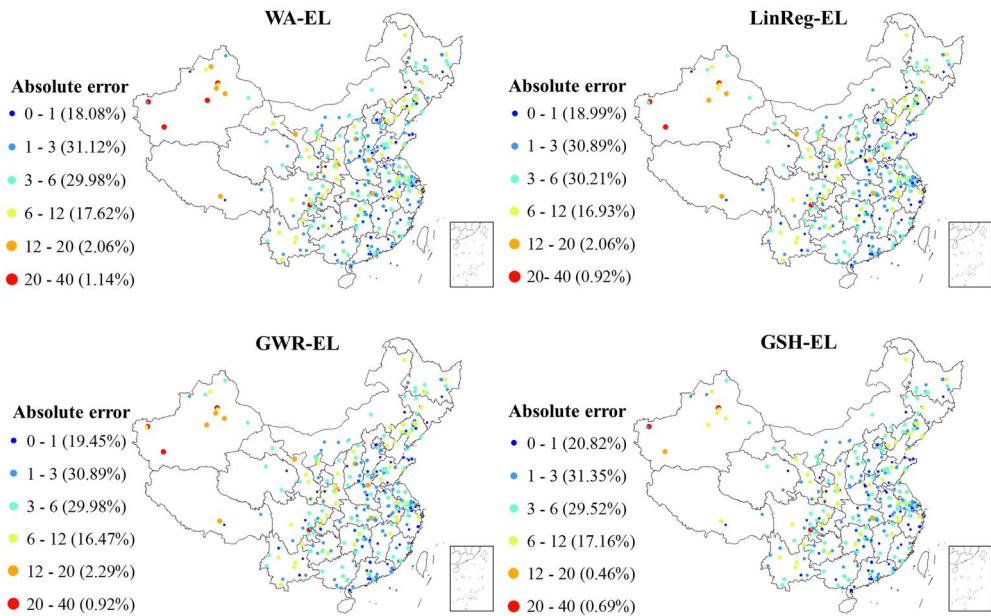 WA-EL
Absolute error
0 - 1 (18.08%)
1 - 3 (31.12%)
3 - 6 (29.98%)
6 - 12 (17.62%)
12 - 20 (2.06%)
20 - 40 (1.14%)
LinReg-EL
Absolute error
0 - 1 (18.99%)
1 - 3 (30.89%)
3 - 6 (30.21%)
6 - 12 (16.93%)
12 - 20 (2.06%)
20- 40 (0.92%)
GWR-EL
Absolute error
0 - 1 (19.45%)
1 - 3 (30.89%)
3 - 6 (29.98%)
6 - 12 (16.47%)
12 - 20 (2.29%)
20 - 40 (0.92%)
GSH-EL
Absolute error
0 - 1 (20.82%)
1 - 3 (31.35%)
3 - 6 (29.52%)
6 - 12 (17.16%)
12 - 20 (0.46%)
20 - 40 (0.69%)